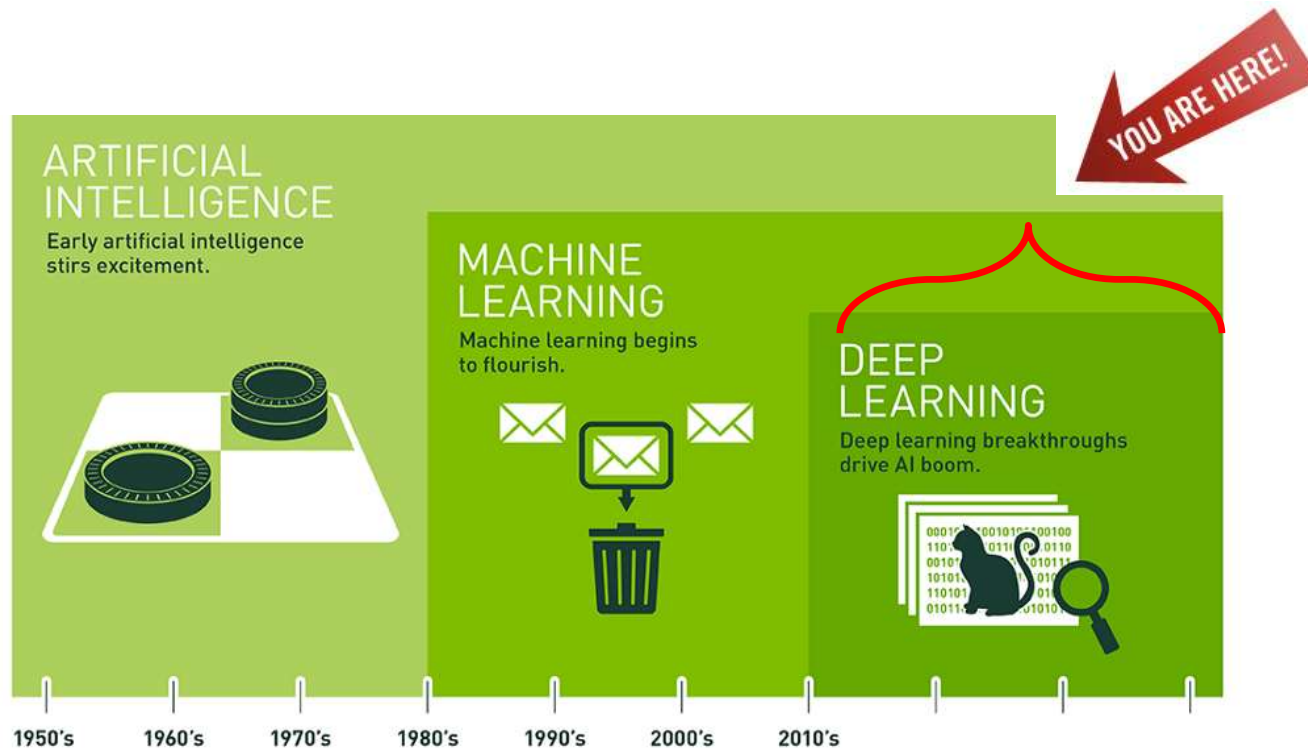 YOU ARE HERE!
ARTIFICIAL
INTELLIGENCE
Early artificial intelligence
stirs excitement.
MACHINE
LEARNING
Machine learning begins
to flourish.
DEEP
LEARNING
Deep learning breakthroughs
drive AI boom.
1950's 1960's 1970's 1980's 1990's 2000's 2010's